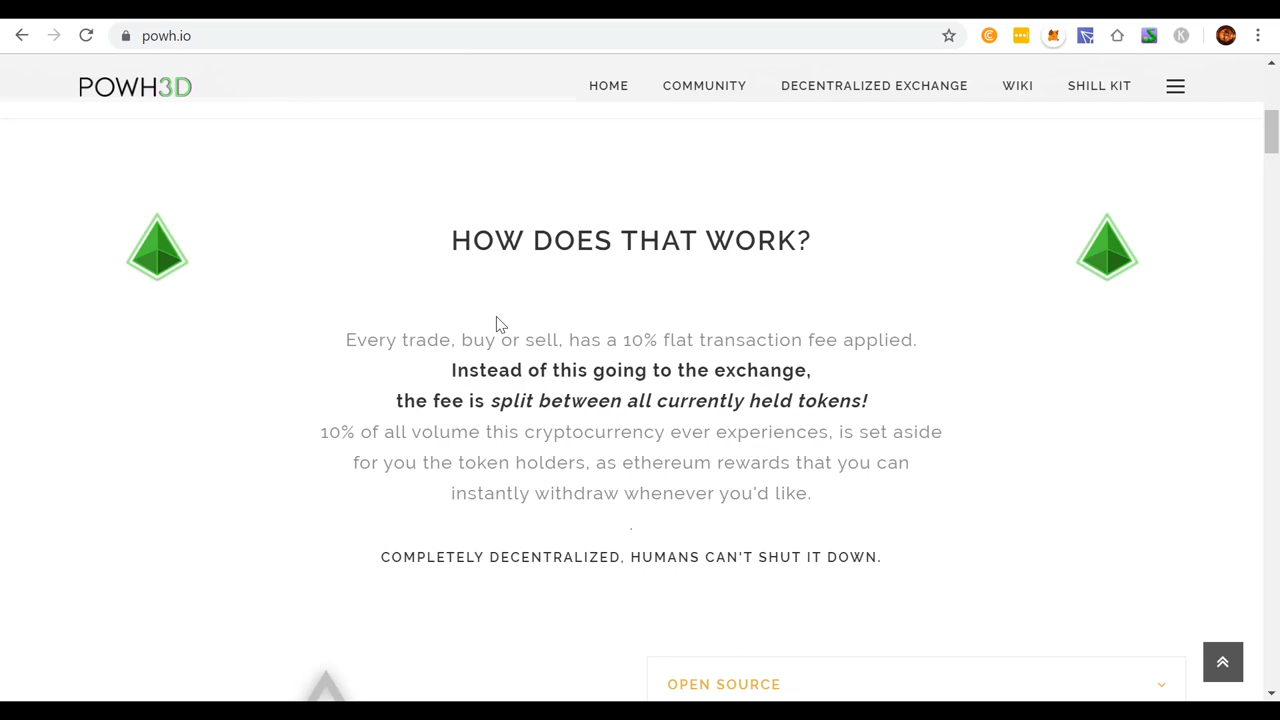 powh.io
POWH3D
HOME COMMUNITY DECENTRALIZED EXCHANGE WIKI SHILL KIT
HOW DOES THAT WORK?
Every trade, buy or sell, has a 10% flat transaction fee applied.
Instead of this going to the exchange,
the fee is split between all currently held tokens!
10% of all volume this cryptocurrency ever experiences, is set aside
for you the token holders, as ethereum rewards that you can
instantly withdraw whenever you'd like.
.
COMPLETELY DECENTRALIZED, HUMANS CAN'T SHUT IT DOWN.
OPEN SOURCE